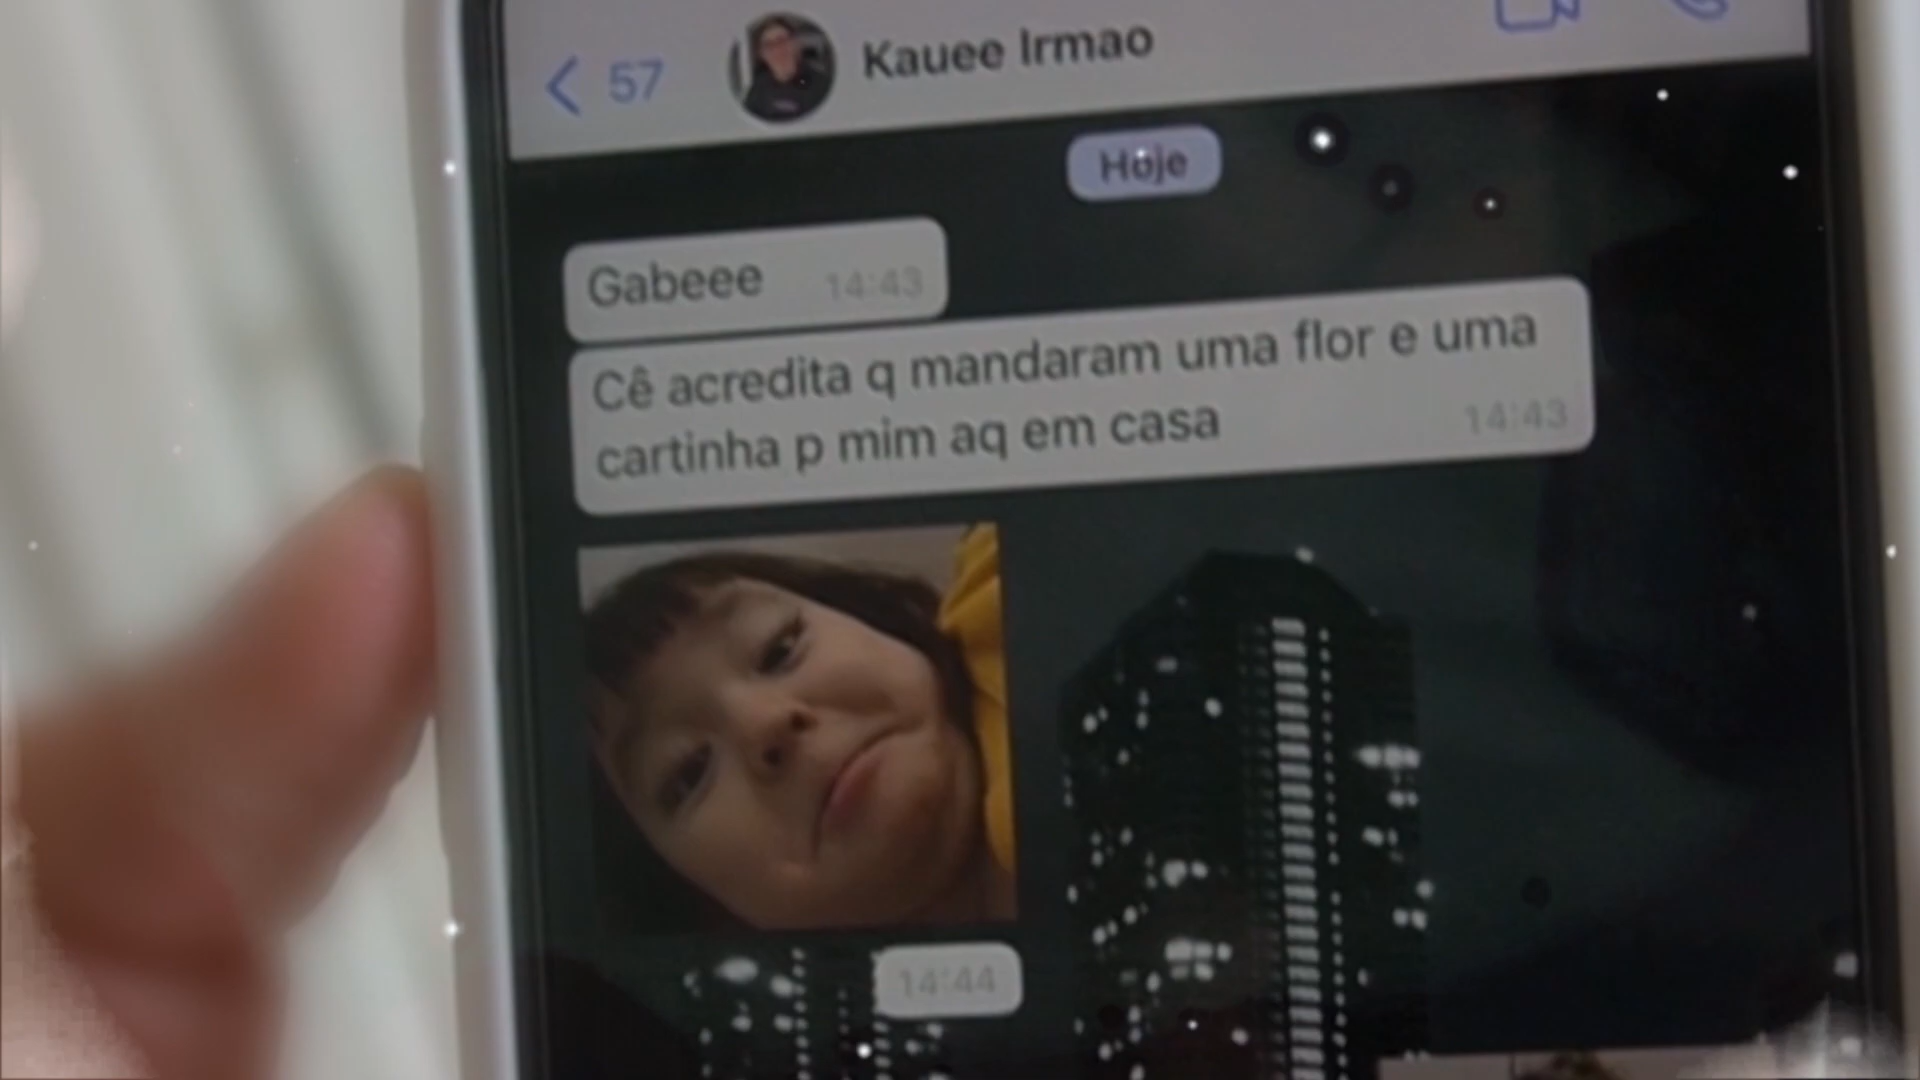 57
Kauee Irmao
Hoje
Gabeee 14:43
Cê acredita q mandaram uma flor e uma
cartinha p mim aq em casa 14:43
14:44